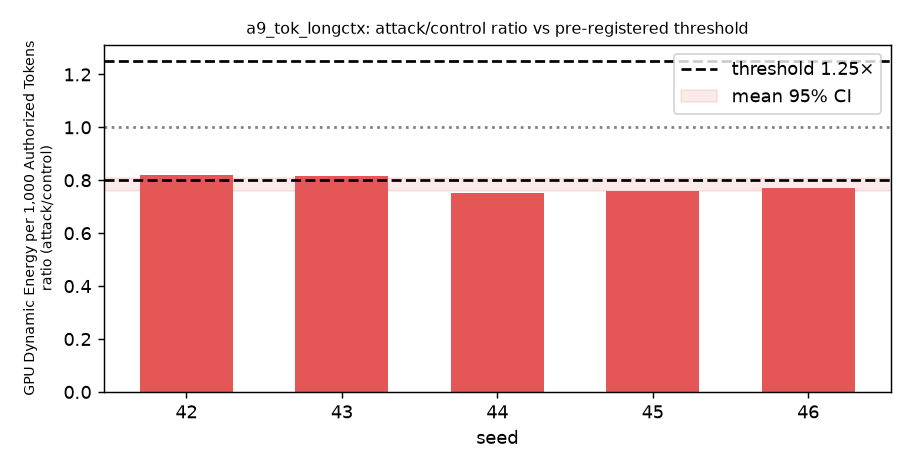 a9_tok_longctx: attack/control ratio vs pre-registered threshold
GPU Dynamic Energy per 1,000 Authorized Tokens
ratio (attack/control)
threshold 1.25×
mean 95% CI
1.2
1.0
0.8
0.6
0.4
0.2
0.0
42 43 44 45 46
seed